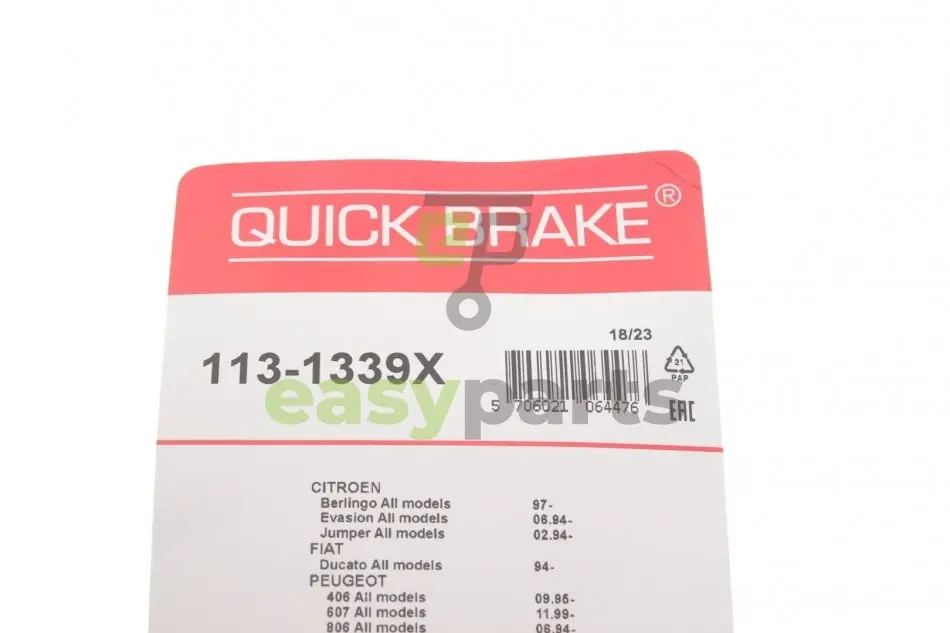 QUICK BRAKE®
18/23
113-1339X
21
PAP
5 706021 064476
EAC
easyparts
CITROEN
Berlingo All models 97-
Evasion All models 06.94-
Jumper All models 02.94-
FIAT
Ducato All models 94-
PEUGEOT
406 All models 09.95-
607 All models 11.99-
806 All models 06.94-